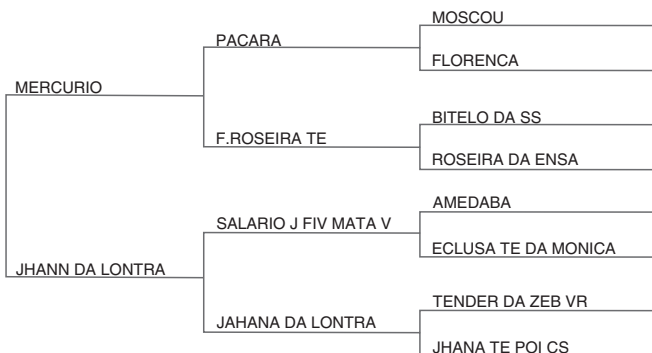 MOSCOU
PACARA
FLORENCA
MERCURIO
BITELO DA SS
F.ROSEIRA TE
ROSEIRA DA ENSA
AMEDABA
SALARIO J FIV MATA V
ECLUSA TE DA MONICA
JHANN DA LONTRA
TENDER DA ZEB VR
JAHANA DA LONTRA
JHANA TE POI CS